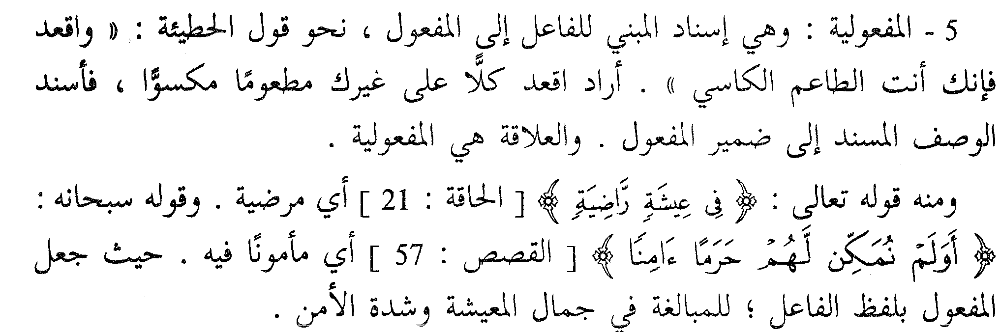 5 - المفعولية : وهي إسناد المبني للفاعل إلى المفعول ، نحو قول الحطيئة : « واقعد
فإنك أنت الطاعم الكاسي » . أراد اقعد كلًّا على غيرك مطعومًا مكسوًّا ، فأسند
الوصف المسند إلى ضمير المفعول . والعلاقة هي المفعولية .
ومنه قوله تعالى : ﴿ فِى عِيشَةٍ رَّاضِيَةٍ ﴾ [ الحاقة : 21 ] أي مرضية . وقوله سبحانه :
﴿ أَوَلَمْ نُمَكِّن لَّهُمْ حَرَمًا ءَامِنًا ﴾ [ القصص : 57 ] أي مأمونًا فيه . حيث جعل
المفعول بلفظ الفاعل ؛ للمبالغة في جمال المعيشة وشدة الأمن .